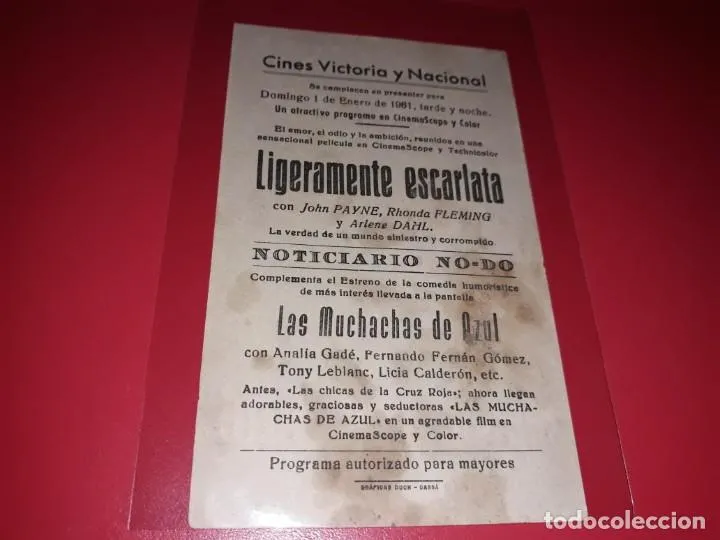 Cines Victoria y Nacional
Se complacen en presentar para
Domingo 1 de Enero de 1961, tarde y noche.
Un atractivo programa en CinemaScope y Color
El amor, el odio y la ambición, reunidos en una
sensacional película en CinemaScope y Technicolor
Ligeramente escarlata
con John PAYNE, Rhonda FLEMING
y Arlene DAHL.
La verdad de un mundo siniestro y corrompido
NOTICIARIO NO-DO
Complementa el Estreno de la comedia humorística
de más interés llevada a la pantalla
Las Muchachas de Azul
con Analía Gadé, Fernando Fernán Gómez,
Tony Leblanc, Licia Calderón, etc.
Antes, «Las chicas de la Cruz Roja»; ahora llegan
adorables, graciosas y seductoras «LAS MUCHA-
CHAS DE AZUL» en un agradable film en
CinemaScope y Color.
Programa autorizado para mayores
GRÁFICAS DUCH - CASSÁ
todocoleccion
todocoleccion.net